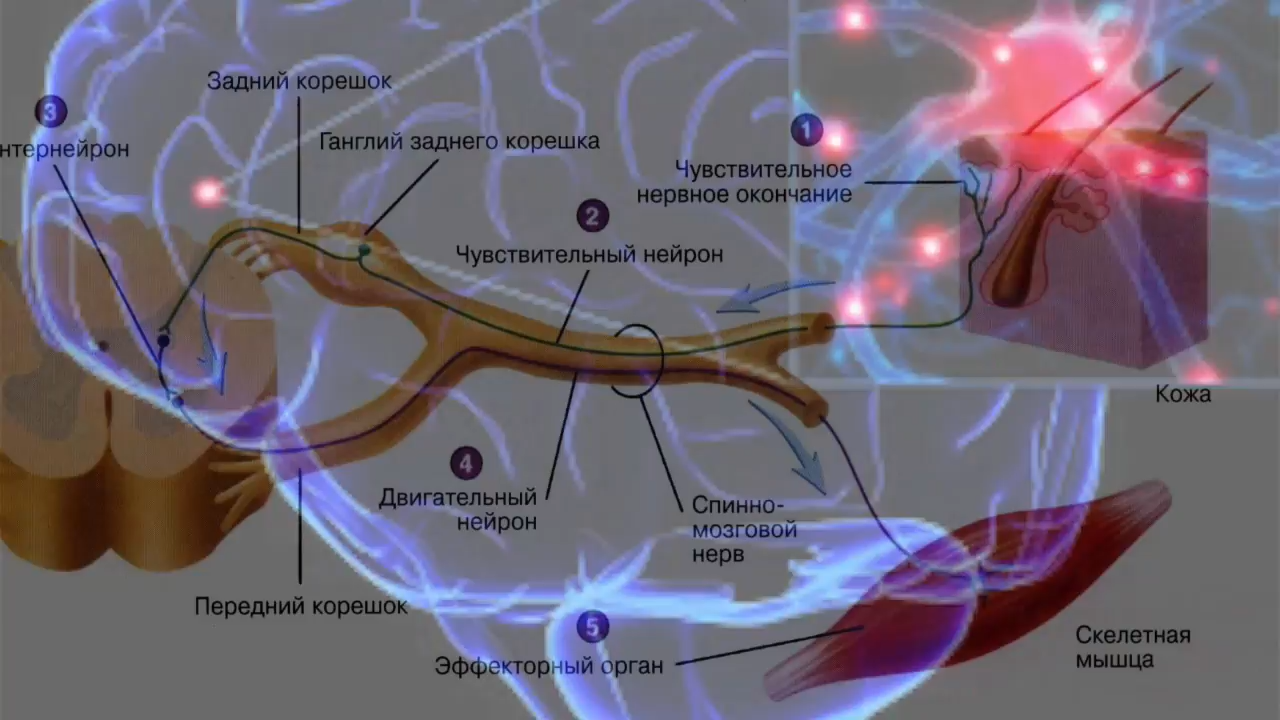 Задний корешок
3
нтернейрон
Ганглий заднего корешка
1
Чувствительное
нервное окончание
2
Чувствительный нейрон
Кожа
4
Двигательный
нейрон
Спинно-
мозговой
нерв
Передний корешок
5
Эффекторный орган
Скелетная
мышца